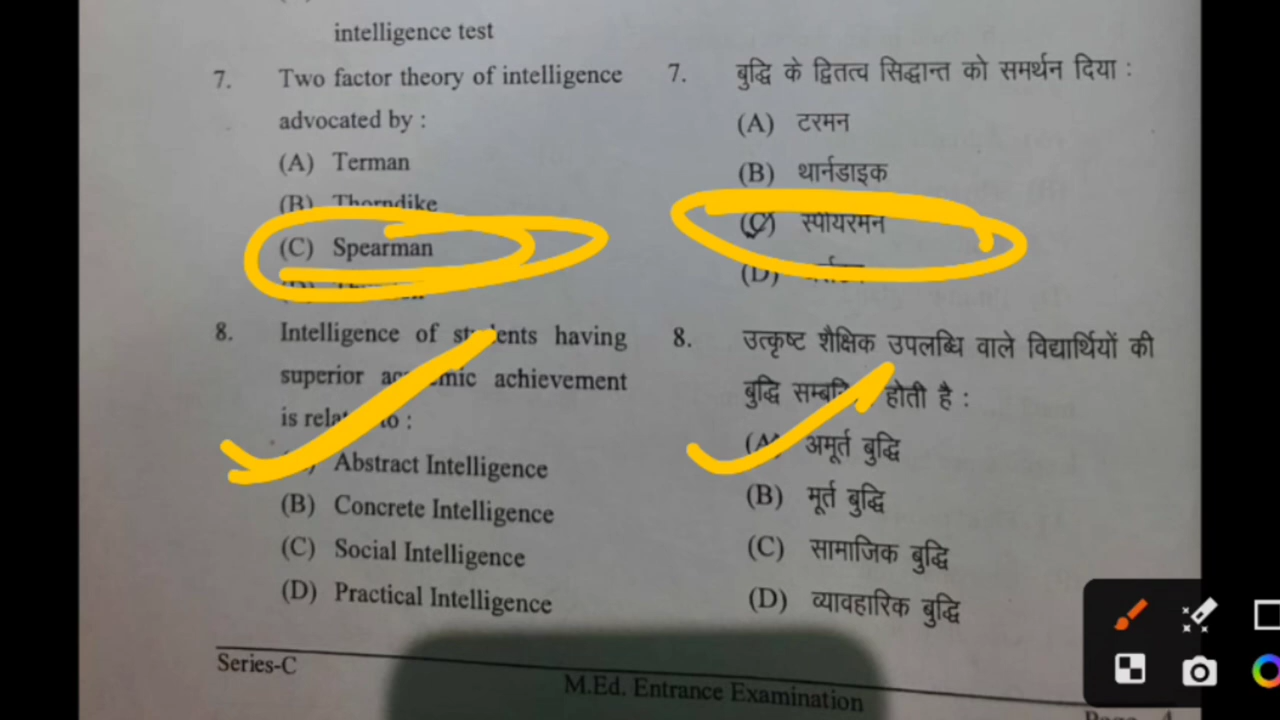 intelligence test
7. Two factor theory of intelligence
advocated by :
(A) Terman
(B) Thorndike
(C) Spearman
(D)
8. Intelligence of students having
superior academic achievement
is related to :
Abstract Intelligence
(B) Concrete Intelligence
(C) Social Intelligence
(D) Practical Intelligence
7. बुद्धि के द्वितत्व सिद्धान्त को समर्थन दिया :
(A) टरमन
(B) थार्नडाइक
(C) स्पीयरमन
(D)
8. उत्कृष्ट शैक्षिक उपलब्धि वाले विद्यार्थियों की
बुद्धि होती है :
(A) अमूर्त बुद्धि
(B) मूर्त बुद्धि
(C) सामाजिक बुद्धि
(D) व्यावहारिक बुद्धि
Series-C
M.Ed. Entrance Examination